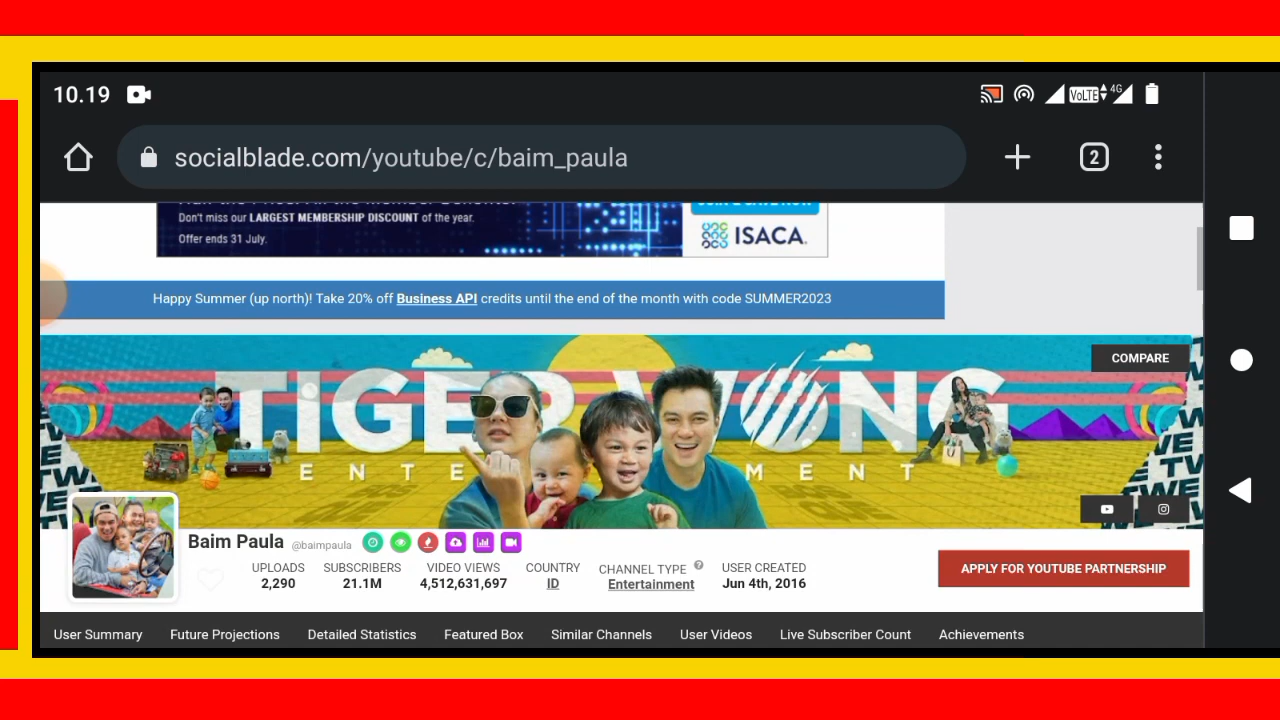 10.19
VoLTE 4G
socialblade.com/youtube/c/baim_paula
2
Don't miss our LARGEST MEMBERSHIP DISCOUNT of the year.
Offer ends 31 July.
ISACA.
Happy Summer (up north)! Take 20% off Business API credits until the end of the month with code SUMMER2023
COMPARE
TIGER WONG
ENTE MENT
Baim Paula @baimpaula
UPLOADS SUBSCRIBERS VIDEO VIEWS COUNTRY CHANNEL TYPE USER CREATED
2,290 21.1M 4,512,631,697 ID Entertainment Jun 4th, 2016
APPLY FOR YOUTUBE PARTNERSHIP
User Summary Future Projections Detailed Statistics Featured Box Similar Channels User Videos Live Subscriber Count Achievements